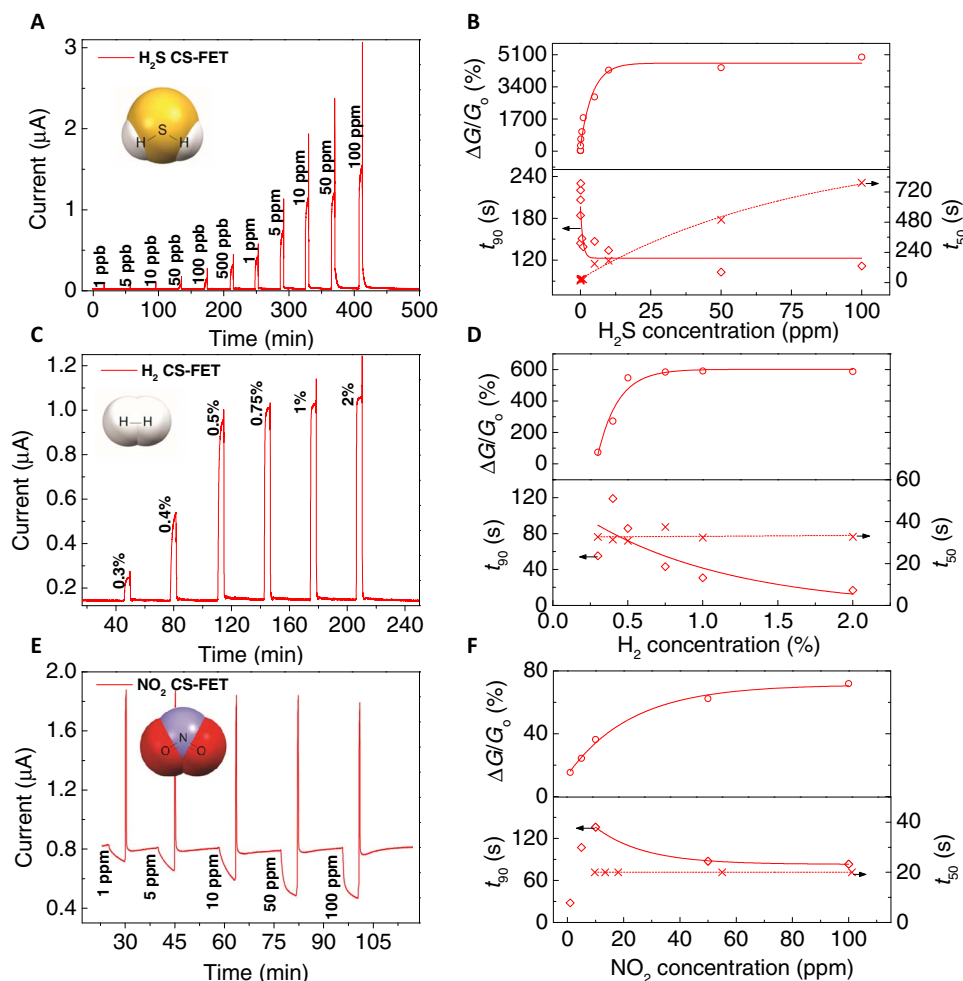 A
H₂S CS-FET
H S H
Current (μA)
3
2
1
0
1 ppb
5 ppb
10 ppb
50 ppb
100 ppb
500 ppb
1 ppm
5 ppm
10 ppm
50 ppm
100 ppm
0 100 200 300 400 500
Time (min)
B
ΔG/Gₒ (%)
5100
3400
1700
0
t₉₀ (s)
240
180
120
t₅₀ (s)
720
480
240
0
0 25 50 75 100
H₂S concentration (ppm)
C
H₂ CS-FET
H H
Current (μA)
1.2
1.0
0.8
0.6
0.4
0.2
0.3%
0.4%
0.5%
0.75%
1%
2%
40 80 120 160 200 240
Time (min)
D
ΔG/Gₒ (%)
600
400
200
0
t₉₀ (s)
120
80
40
0
t₅₀ (s)
60
40
20
0
0.0 0.5 1.0 1.5 2.0
H₂ concentration (%)
E
NO₂ CS-FET
O N O
Current (μA)
2.0
1.6
1.2
0.8
0.4
1 ppm
5 ppm
10 ppm
50 ppm
100 ppm
30 45 60 75 90 105
Time (min)
F
ΔG/Gₒ (%)
80
40
0
t₉₀ (s)
120
60
0
t₅₀ (s)
40
20
0
0 20 40 60 80 100
NO₂ concentration (ppm)